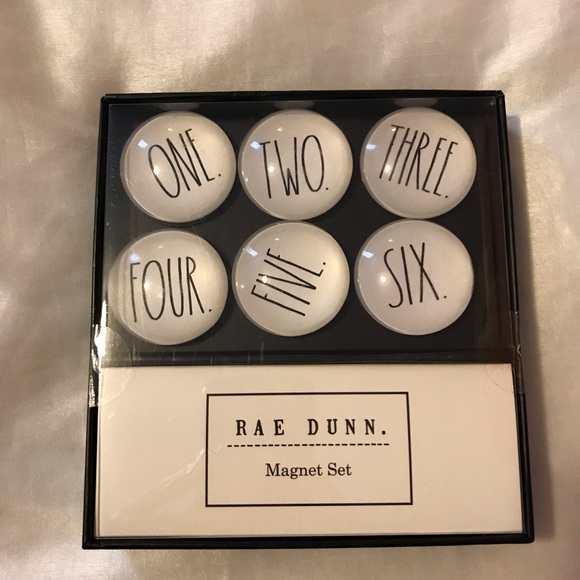 ONE. TWO. THREE.
FOUR. FIVE. SIX.
RAE DUNN.
Magnet Set